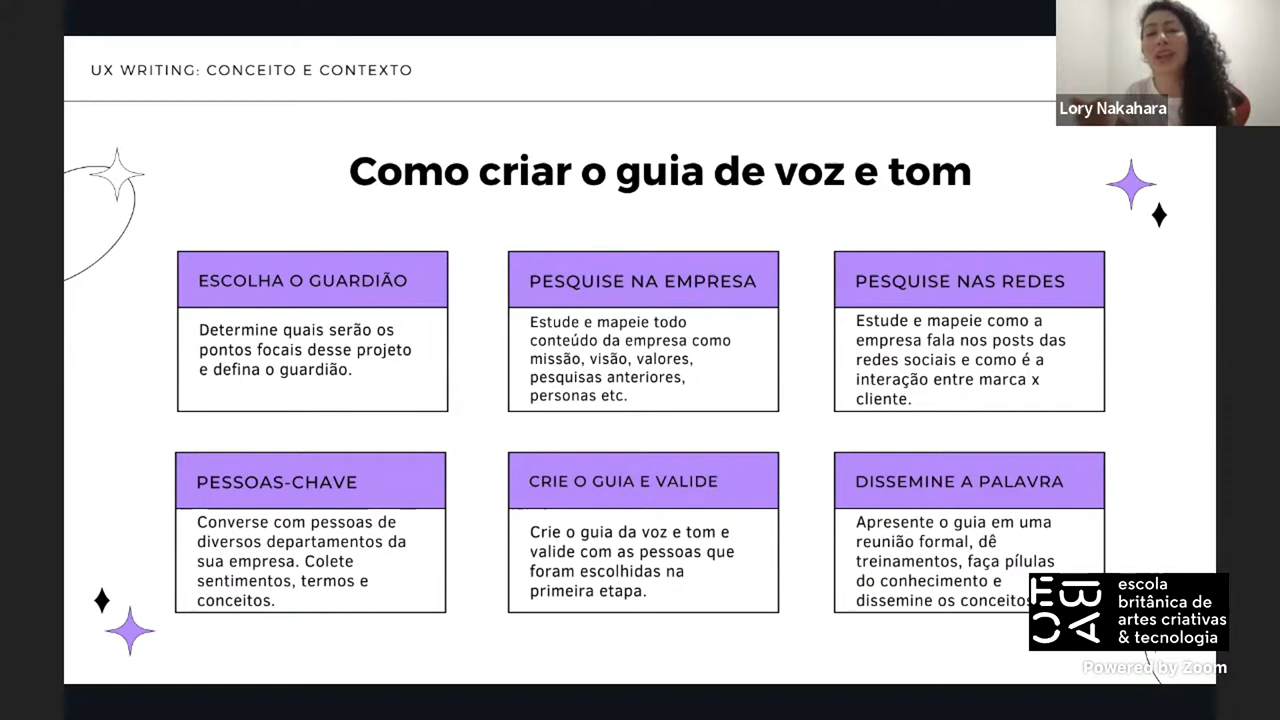 UX WRITING: CONCEITO E CONTEXTO
Lory Nakahara
Como criar o guia de voz e tom
ESCOLHA O GUARDIÃO
Determine quais serão os
pontos focais desse projeto
e defina o guardião.
PESQUISE NA EMPRESA
Estude e mapeie todo
conteúdo da empresa como
missão, visão, valores,
pesquisas anteriores,
personas etc.
PESQUISE NAS REDES
Estude e mapeie como a
empresa fala nos posts das
redes sociais e como é a
interação entre marca x
cliente.
PESSOAS-CHAVE
Converse com pessoas de
diversos departamentos da
sua empresa. Colete
sentimentos, termos e
conceitos.
CRIE O GUIA E VALIDE
Crie o guia da voz e tom e
valide com as pessoas que
foram escolhidas na
primeira etapa.
DISSEMINE A PALAVRA
Apresente o guia em uma
reunião formal, dê
treinamentos, faça pílulas
do conhecimento e
dissemine os conceitos
EBAC
escola
britânica de
artes criativas
& tecnologia
Powered by Zoom